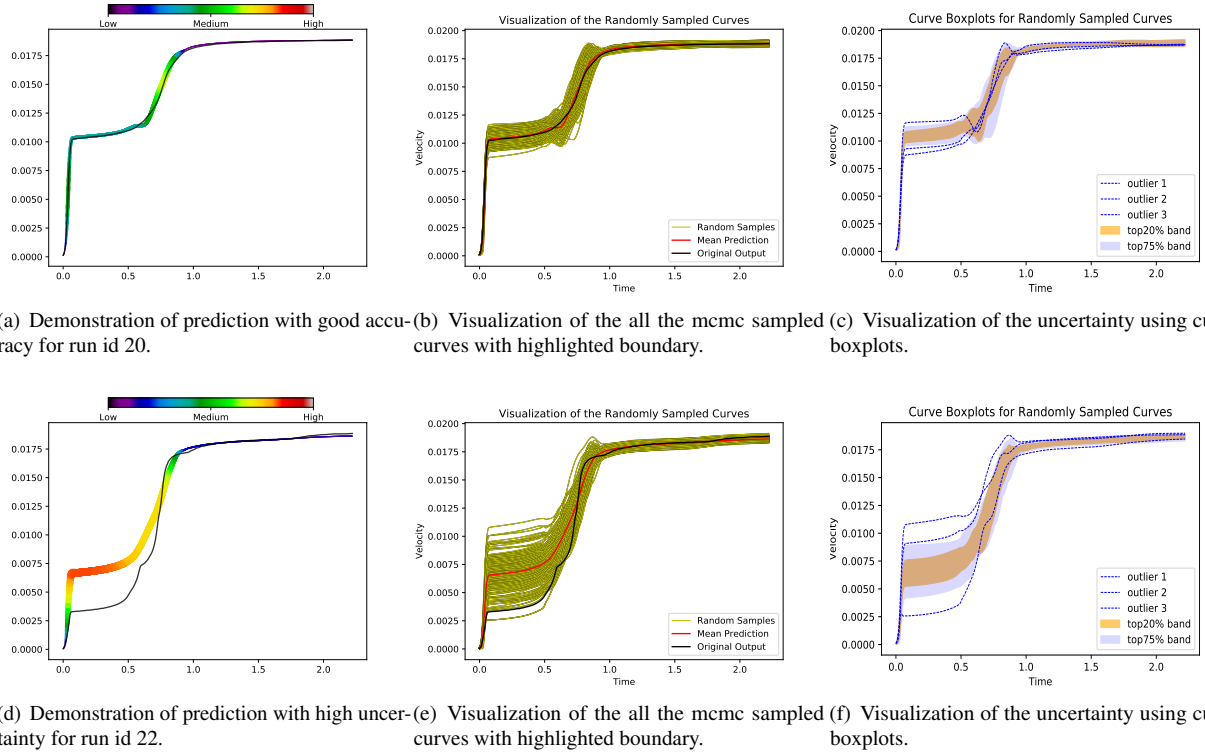 Low Medium High
0.0175
0.0150
0.0125
0.0100
0.0075
0.0050
0.0025
0.0000
0.0 0.5 1.0 1.5 2.0
Visualization of the Randomly Sampled Curves
0.0200
0.0175
0.0150
0.0125
0.0100
0.0075
0.0050
0.0025
0.0000
Velocity
Random Samples
Mean Prediction
Original Output
0.0 0.5 1.0 1.5 2.0
Time
Curve Boxplots for Randomly Sampled Curves
0.0200
0.0175
0.0150
0.0125
0.0100
0.0075
0.0050
0.0025
0.0000
Velocity
outlier 1
outlier 2
outlier 3
top20% band
top75% band
0.0 0.5 1.0 1.5 2.0
Time
(a) Demonstration of prediction with good accu-
racy for run id 20.
(b) Visualization of the all the mcmc sampled
curves with highlighted boundary.
(c) Visualization of the uncertainty using cu
boxplots.
Low Medium High
0.0175
0.0150
0.0125
0.0100
0.0075
0.0050
0.0025
0.0000
0.0 0.5 1.0 1.5 2.0
Visualization of the Randomly Sampled Curves
0.0200
0.0175
0.0150
0.0125
0.0100
0.0075
0.0050
0.0025
0.0000
Velocity
Random Samples
Mean Prediction
Original Output
0.0 0.5 1.0 1.5 2.0
Time
Curve Boxplots for Randomly Sampled Curves
0.0175
0.0150
0.0125
0.0100
0.0075
0.0050
0.0025
0.0000
Velocity
outlier 1
outlier 2
outlier 3
top20% band
top75% band
0.0 0.5 1.0 1.5 2.0
Time
(d) Demonstration of prediction with high uncer-
tainty for run id 22.
(e) Visualization of the all the mcmc sampled
curves with highlighted boundary.
(f) Visualization of the uncertainty using cu
boxplots.